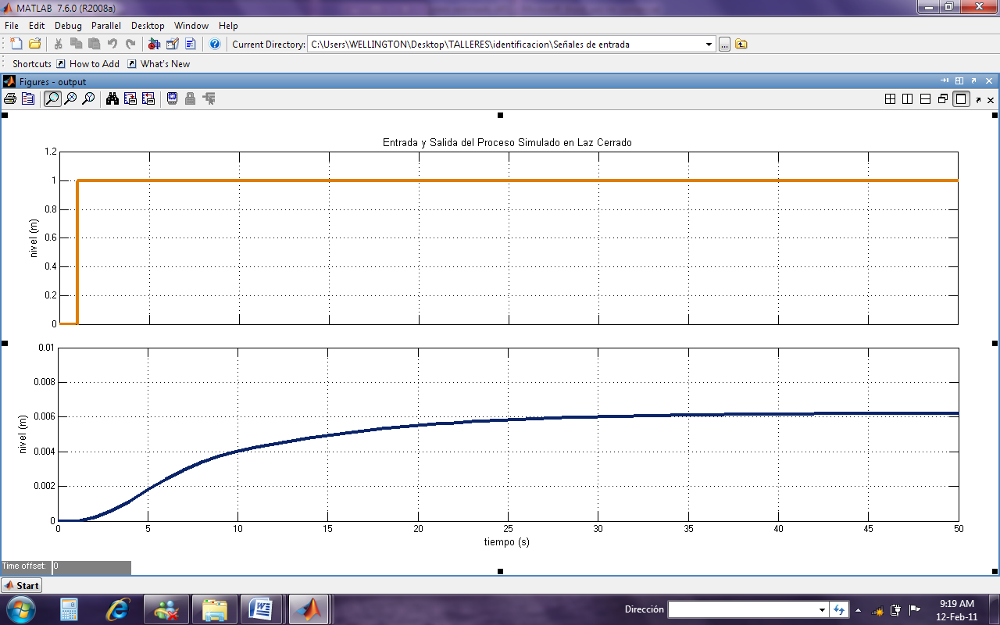 MATLAB 7.6.0 (R2008a)
File Edit Debug Parallel Desktop Window Help
Current Directory: C:\Users\WELLINGTON\Desktop\TALLERES\identificacion\Señales de entrada
...
Shortcuts How to Add What's New
Figures - output
Entrada y Salida del Proceso Simulado en Laz Cerrado
1.2
1
0.8
0.6
0.4
0.2
0
nivel (m)
0.01
0.008
0.006
0.004
0.002
0
nivel (m)
0 5 10 15 20 25 30 35 40 45 50
tiempo (s)
Time offset: 0
Start
Dirección
9:19 AM
12-Feb-11